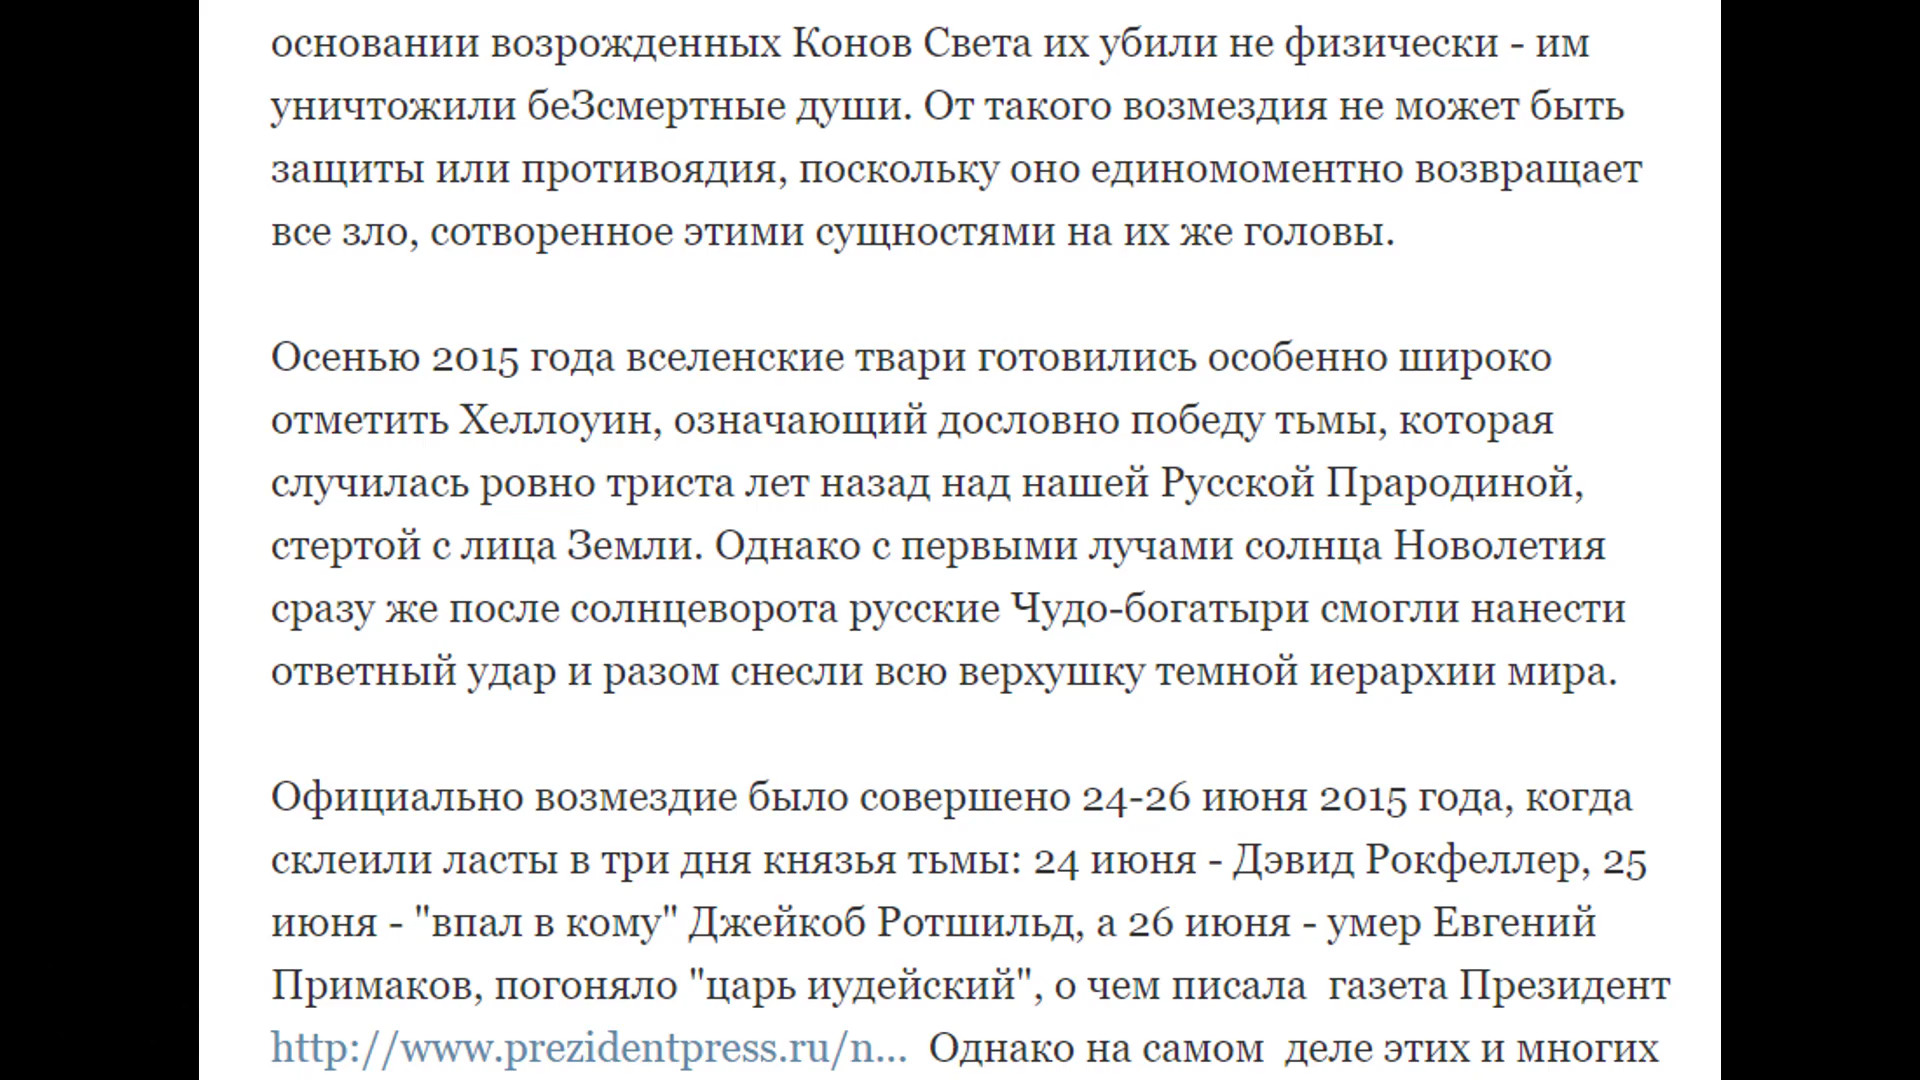 основании возрожденных Конов Света их убили не физически - им
уничтожили беЗсмертные души. От такого возмездия не может быть
защиты или противоядия, поскольку оно единомоментно возвращает
все зло, сотворенное этими сущностями на их же головы.
Осенью 2015 года вселенские твари готовились особенно широко
отметить Хеллоуин, означающий дословно победу тьмы, которая
случилась ровно триста лет назад над нашей Русской Прародиной,
стертой с лица Земли. Однако с первыми лучами солнца Новолетия
сразу же после солнцеворота русские Чудо-богатыри смогли нанести
ответный удар и разом снесли всю верхушку темной иерархии мира.
Официально возмездие было совершено 24-26 июня 2015 года, когда
склеили ласты в три дня князья тьмы: 24 июня - Дэвид Рокфеллер, 25
июня - "впал в кому" Джейкоб Ротшильд, а 26 июня - умер Евгений
Примаков, погоняло "царь иудейский", о чем писала  газета Президент
http://www.prezidentpress.ru/n...  Однако на самом  деле этих и многих